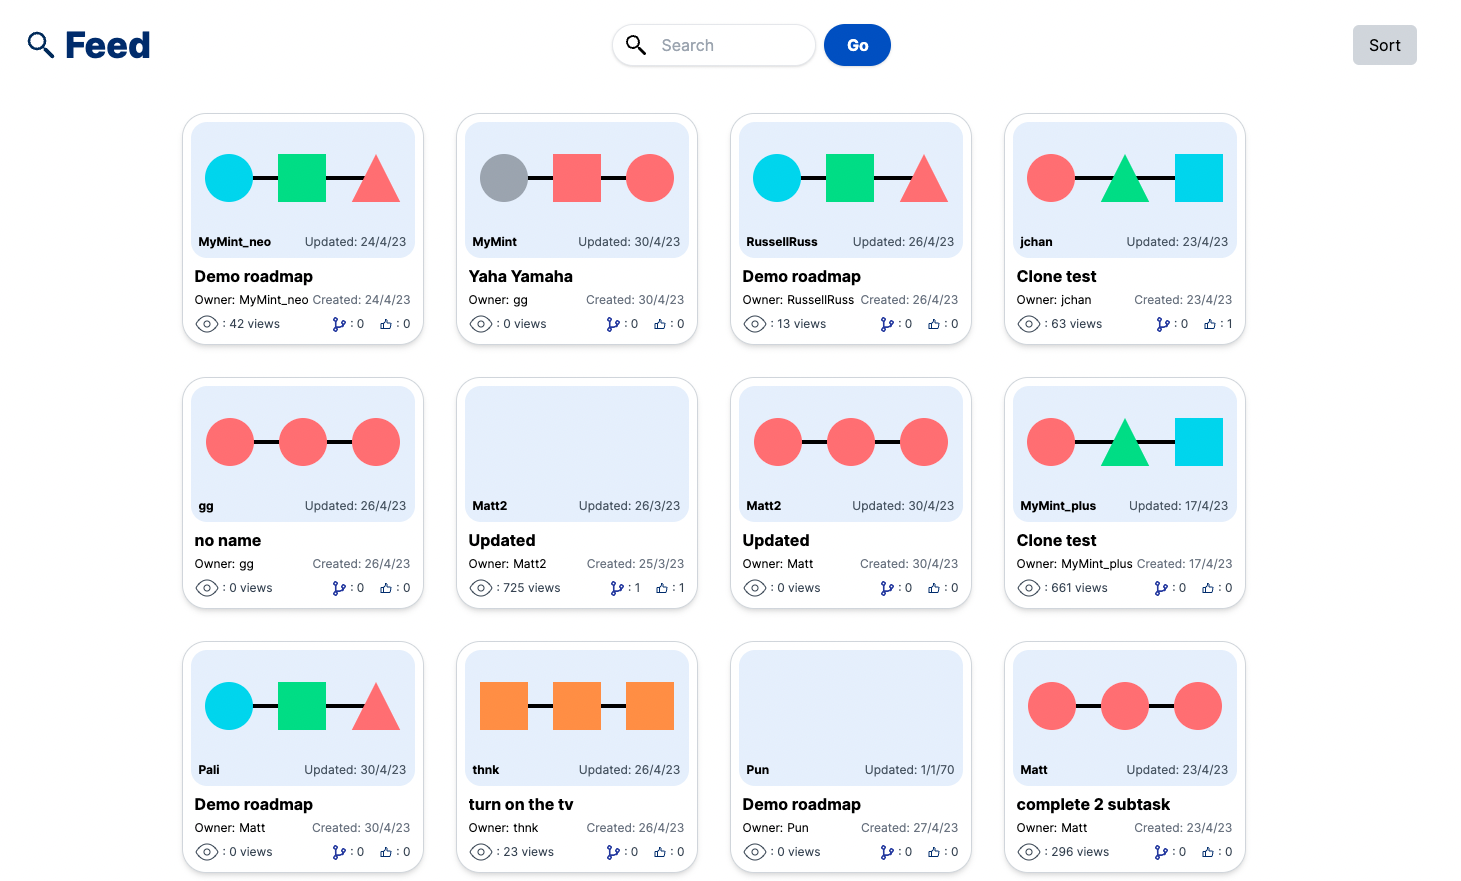 Feed
Search
Go
Sort
MyMint_neo Updated: 24/4/23
Demo roadmap
Owner: MyMint_neo Created: 24/4/23
: 42 views : 0 : 0
MyMint Updated: 30/4/23
Yaha Yamaha
Owner: gg Created: 30/4/23
: 0 views : 0 : 0
RussellRuss Updated: 26/4/23
Demo roadmap
Owner: RussellRuss Created: 26/4/23
: 13 views : 0 : 0
jchan Updated: 23/4/23
Clone test
Owner: jchan Created: 23/4/23
: 63 views : 0 : 1
gg Updated: 26/4/23
no name
Owner: gg Created: 26/4/23
: 0 views : 0 : 0
Matt2 Updated: 26/3/23
Updated
Owner: Matt2 Created: 25/3/23
: 725 views : 1 : 1
Matt2 Updated: 30/4/23
Updated
Owner: Matt Created: 30/4/23
: 0 views : 0 : 0
MyMint_plus Updated: 17/4/23
Clone test
Owner: MyMint_plus Created: 17/4/23
: 661 views : 0 : 0
Pali Updated: 30/4/23
Demo roadmap
Owner: Matt Created: 30/4/23
: 0 views : 0 : 0
thnk Updated: 26/4/23
turn on the tv
Owner: thnk Created: 26/4/23
: 23 views : 0 : 0
Pun Updated: 1/1/70
Demo roadmap
Owner: Pun Created: 27/4/23
: 0 views : 0 : 0
Matt Updated: 23/4/23
complete 2 subtask
Owner: Matt Created: 23/4/23
: 296 views : 0 : 0